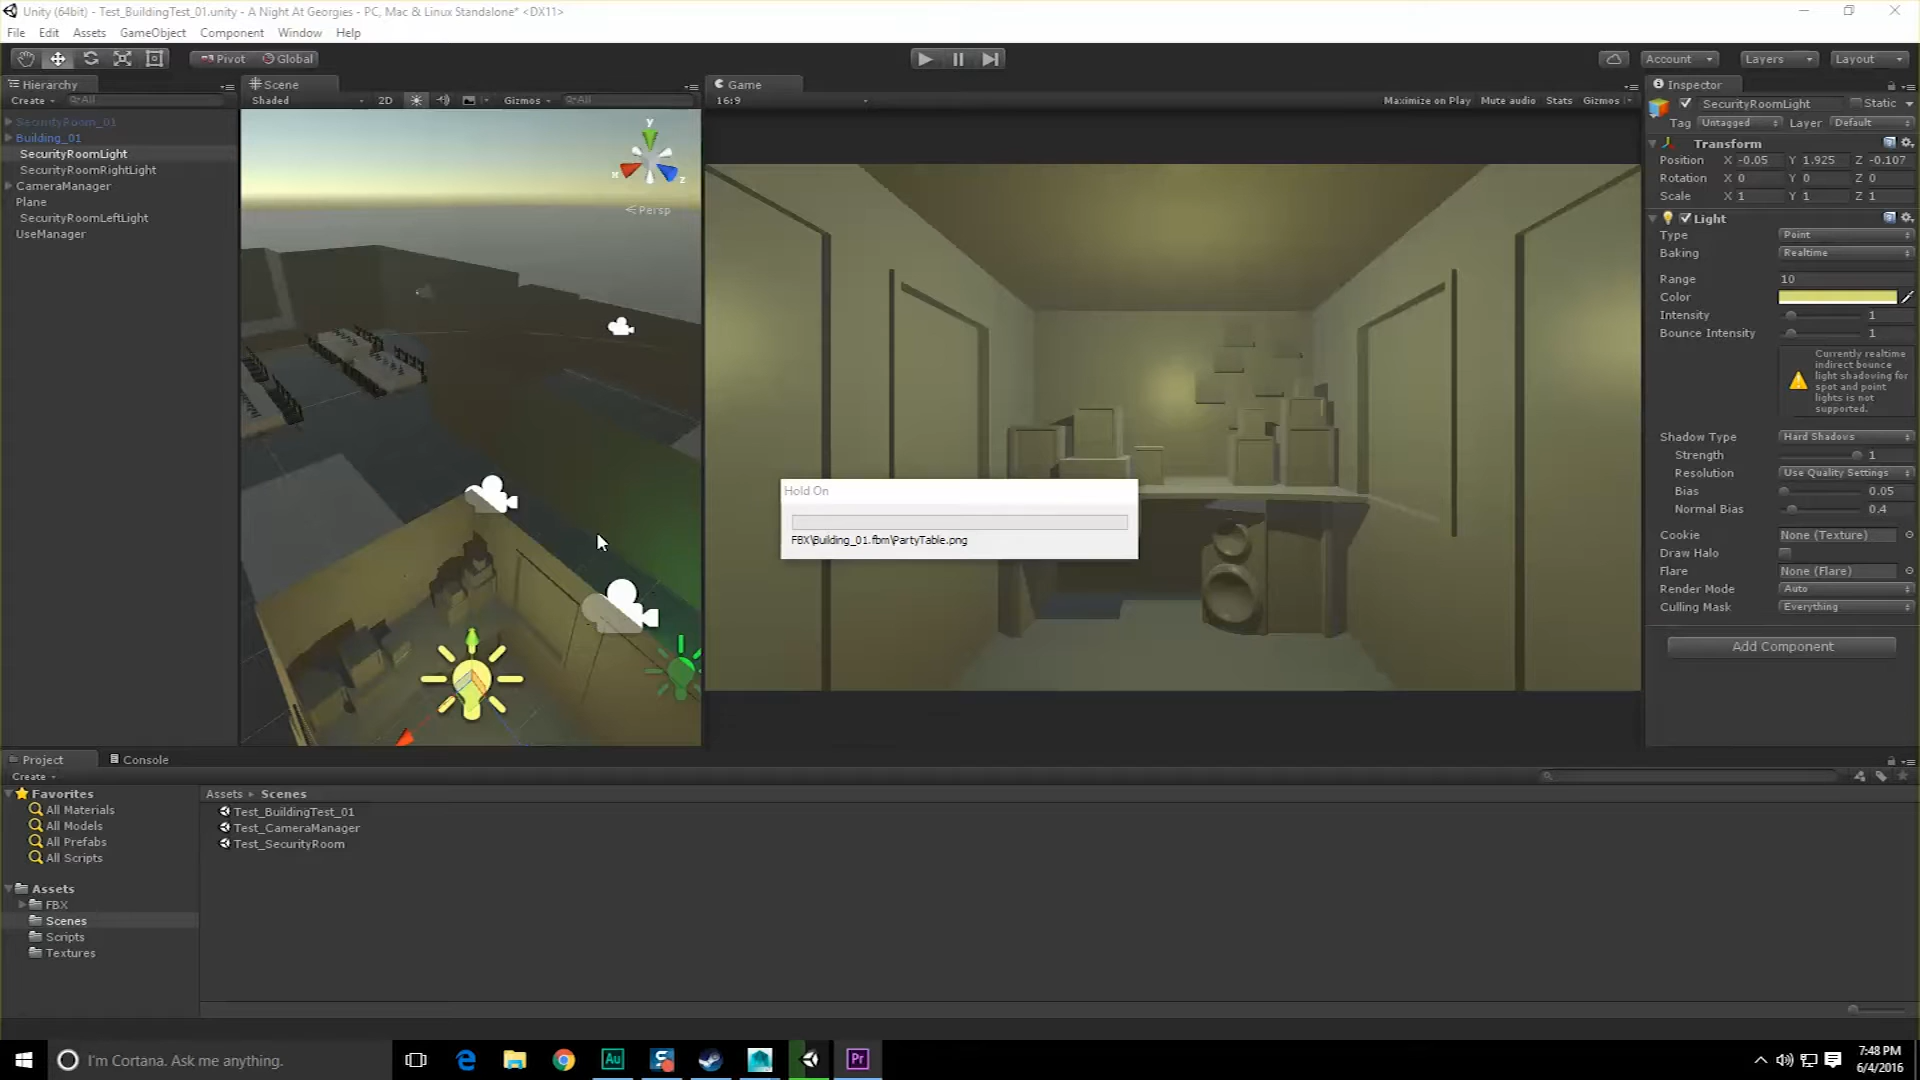 Unity (64bit) - Test_BuildingTest_01.unity - A Night At Georgies - PC, Mac & Linux Standalone* <DX11>
File Edit Assets GameObject Component Window Help
Pivot Global Account Layers Layout
Hierarchy Scene Game Inspector
Create All Shaded 2D Gizmos All 16:9 Maximize on Play Mute audio Stats Gizmos
SecurityRoomLight Static
Tag Untagged Layer Default
SecurityRoom_01
Building_01
SecurityRoomLight
SecurityRoomRightLight
CameraManager
Plane
SecurityRoomLeftLight
UseManager
y
x
z
Persp
Transform
Position X -0.05 Y 1.925 Z -0.107
Rotation X 0 Y 0 Z 0
Scale X 1 Y 1 Z 1
Light
Type Point
Baking Realtime
Range 10
Color
Intensity 1
Bounce Intensity 1
Currently realtime
indirect bounce
light shadowing for
spot and point
lights is not
supported.
Shadow Type Hard Shadows
Strength 1
Resolution Use Quality Settings
Bias 0.05
Normal Bias 0.4
Cookie None (Texture)
Draw Halo
Flare None (Flare)
Render Mode Auto
Culling Mask Everything
Add Component
Hold On
FBX\Building_01.fbm\PartyTable.png
Project Console
Create
Favorites
All Materials
All Models
All Prefabs
All Scripts
Assets
FBX
Scenes
Scripts
Textures
Assets Scenes
Test_BuildingTest_01
Test_CameraManager
Test_SecurityRoom
I'm Cortana. Ask me anything.
Au
S
Pr
7:48 PM
6/4/2016